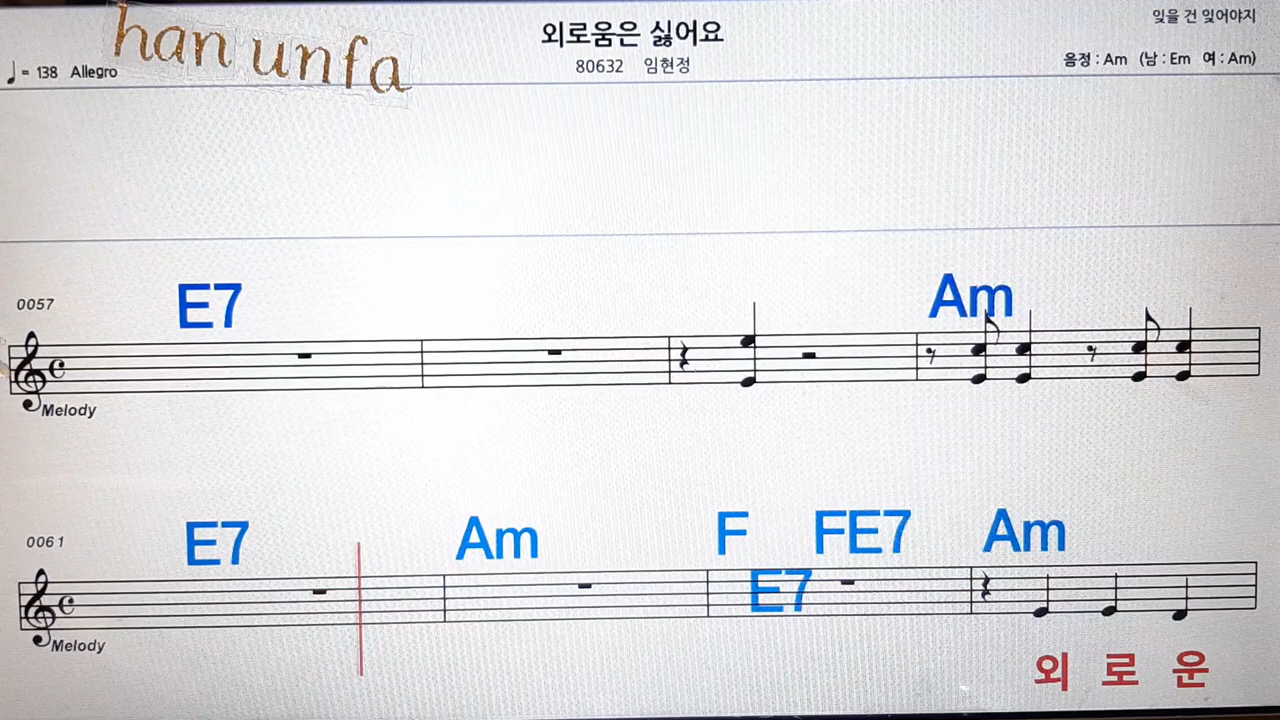 han unfa
외로움은 싫어요
잊을 건 잊어야지
♩= 138 Allegro
80632 임현정
음정 : Am (남 : Em 여 : Am)
0057
E7 Am
Melody
0061
E7 Am F FE7 Am
E7
Melody
외 로 운